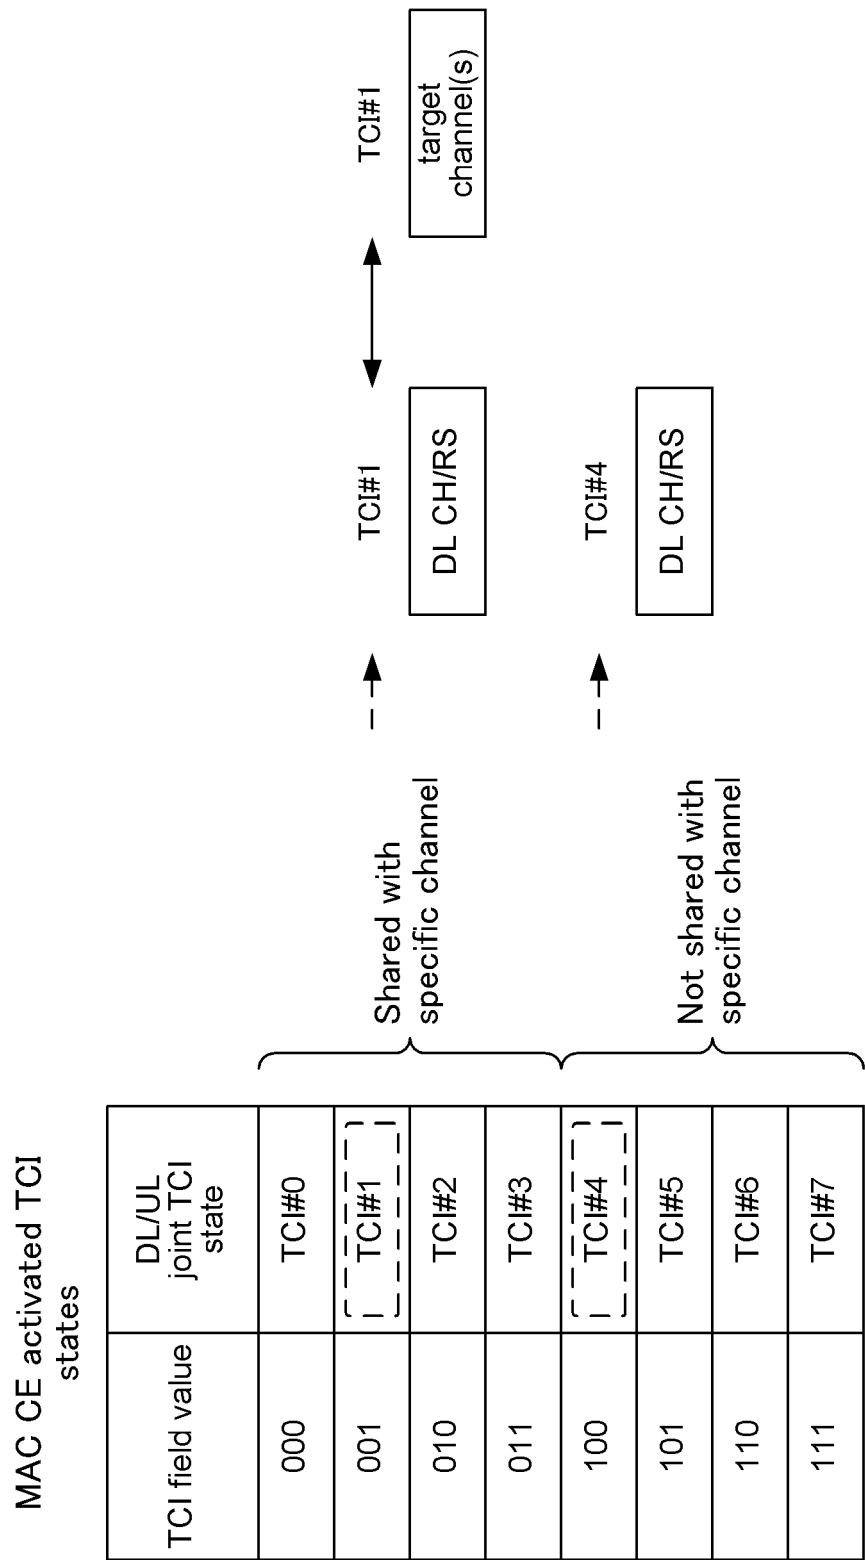 MAC CE activated TCI
states
TCI field value
DL/UL
joint TCI
state
000
TCI#0
001
TCI#1
010
TCI#2
011
TCI#3
100
TCI#4
101
TCI#5
110
TCI#6
111
TCI#7
Shared with
specific channel
Not shared with
specific channel
TCI#1
DL CH/RS
TCI#4
DL CH/RS
TCI#1
target
channel(s)